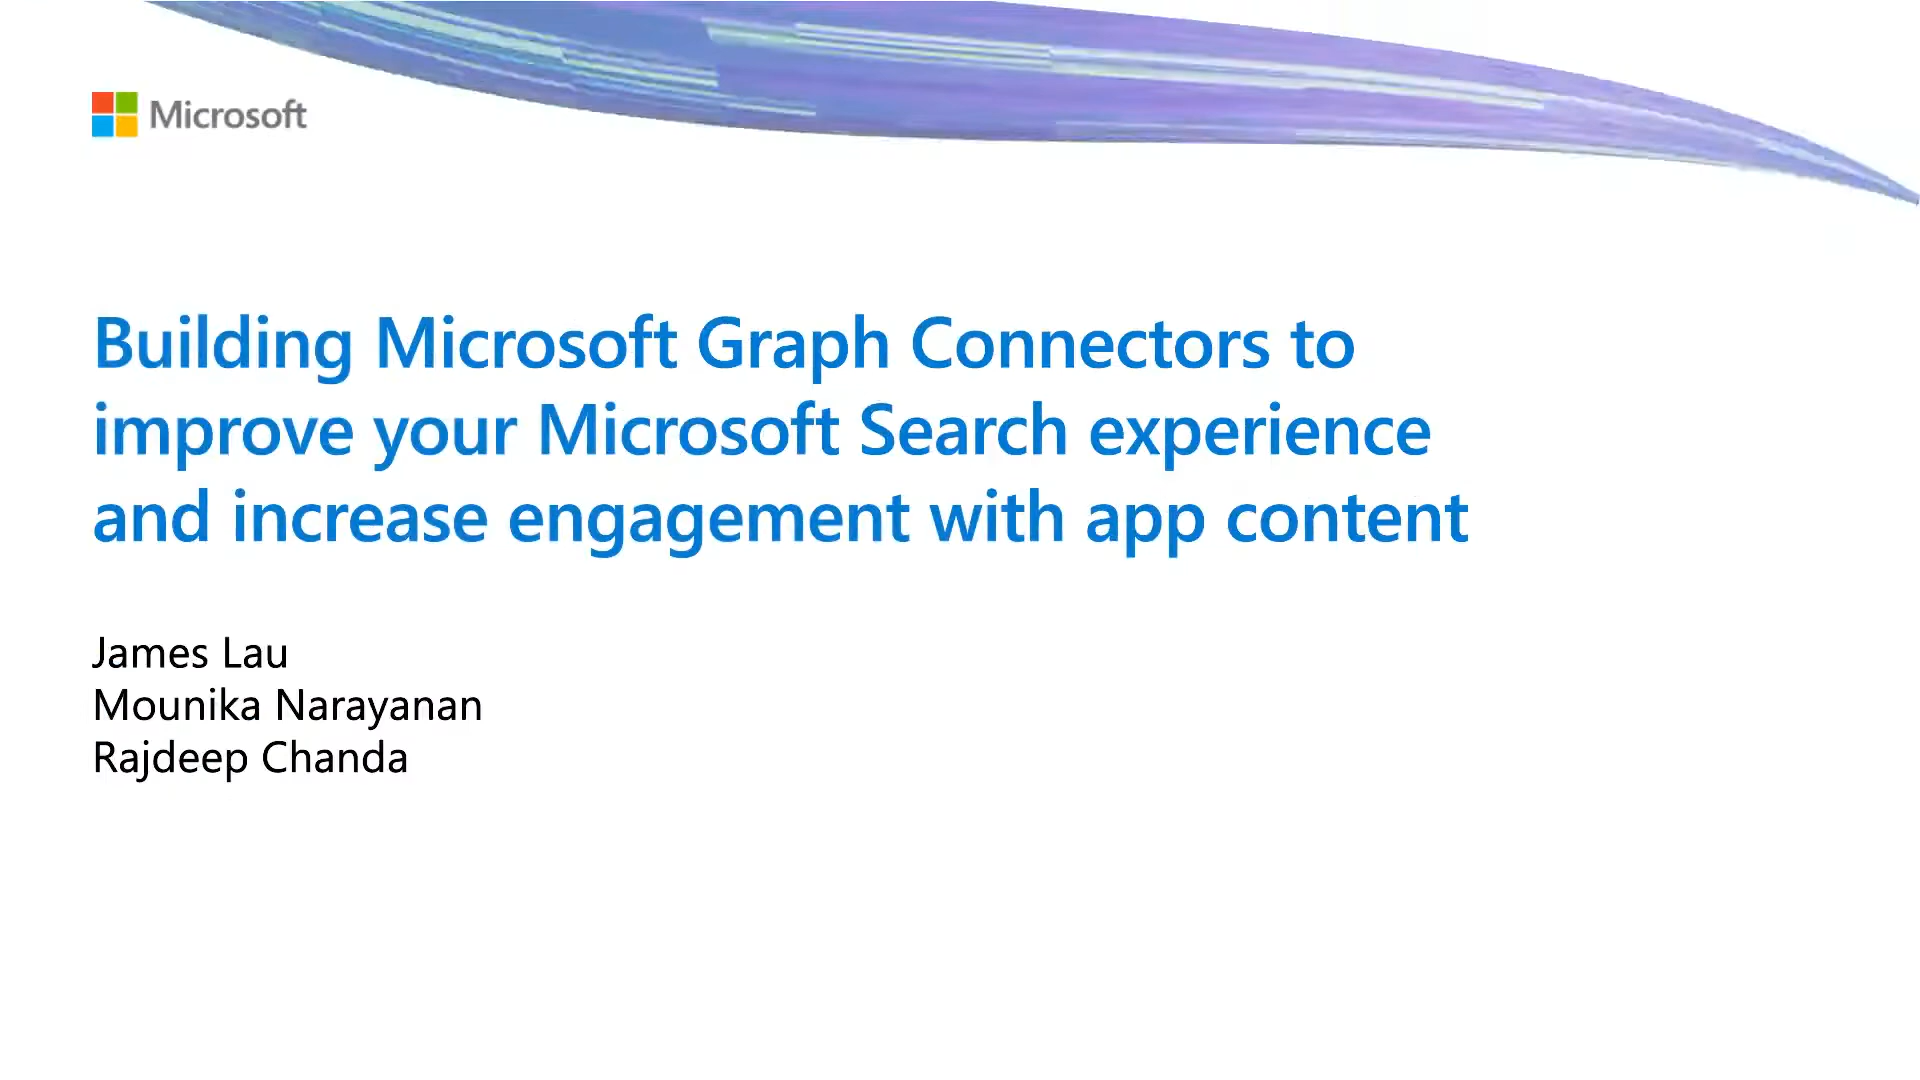 Microsoft
Building Microsoft Graph Connectors to
improve your Microsoft Search experience
and increase engagement with app content
James Lau
Mounika Narayanan
Rajdeep Chanda